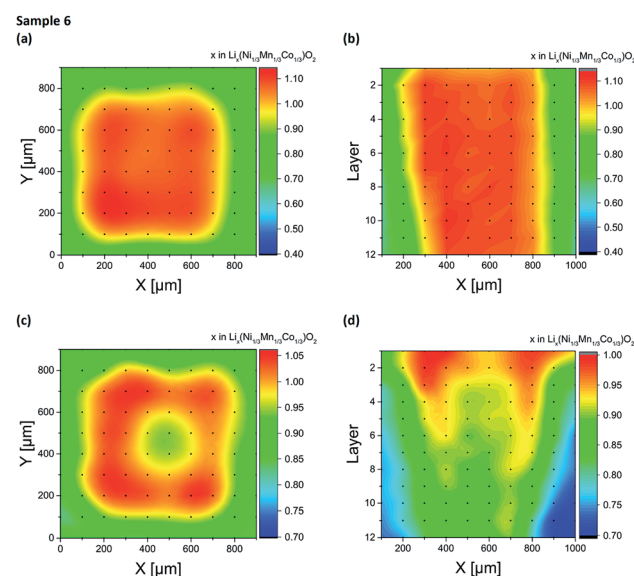 Sample 6
(a)
x in Liₓ(Ni₁/₃Mn₁/₃Co₁/₃)O₂
800
600
400
200
0
Y [µm]
0 200 400 600 800
X [µm]
1.10
1.00
0.90
0.80
0.70
0.60
0.50
0.40
(b)
x in Liₓ(Ni₁/₃Mn₁/₃Co₁/₃)O₂
2
4
6
8
10
12
Layer
200 400 600 800 1000
X [µm]
1.10
1.00
0.90
0.80
0.70
0.60
0.50
0.40
(c)
x in Liₓ(Ni₁/₃Mn₁/₃Co₁/₃)O₂
800
600
400
200
0
Y [µm]
0 200 400 600 800
X [µm]
1.05
1.00
0.95
0.90
0.85
0.80
0.75
0.70
(d)
x in Liₓ(Ni₁/₃Mn₁/₃Co₁/₃)O₂
2
4
6
8
10
12
Layer
200 400 600 800 1000
X [µm]
1.00
0.95
0.90
0.85
0.80
0.75
0.70